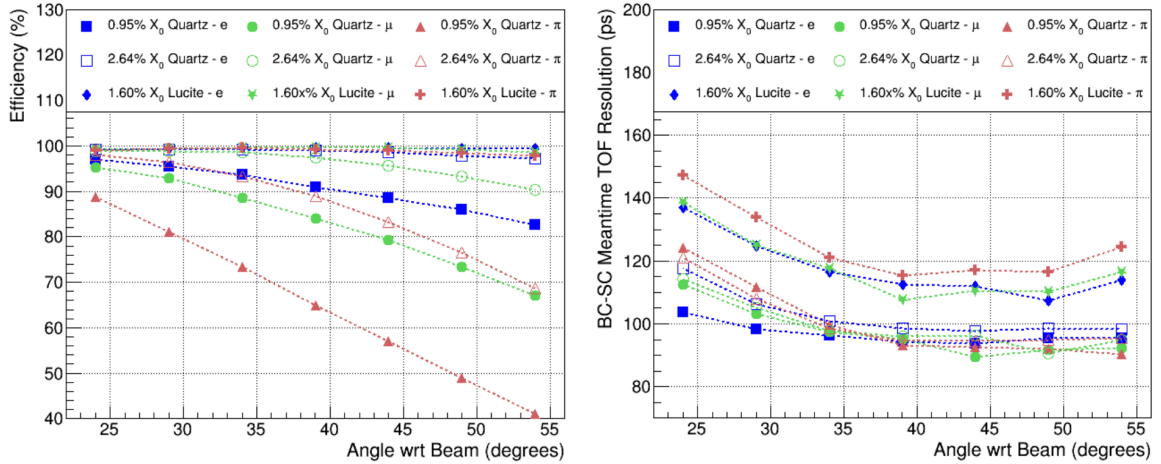 130
120
110
100
90
80
70
60
50
40
Efficiency (%)
0.95% X0 Quartz - e
0.95% X0 Quartz - μ
0.95% X0 Quartz - π
2.64% X0 Quartz - e
2.64% X0 Quartz - μ
2.64% X0 Quartz - π
1.60% X0 Lucite - e
1.60x% X0 Lucite - μ
1.60% X0 Lucite - π
25 30 35 40 45 50 55
Angle wrt Beam (degrees)
200
180
160
140
120
100
80
BC-SC Meantime TOF Resolution (ps)
0.95% X0 Quartz - e
0.95% X0 Quartz - μ
0.95% X0 Quartz - π
2.64% X0 Quartz - e
2.64% X0 Quartz - μ
2.64% X0 Quartz - π
1.60% X0 Lucite - e
1.60x% X0 Lucite - μ
1.60% X0 Lucite - π
25 30 35 40 45 50 55
Angle wrt Beam (degrees)